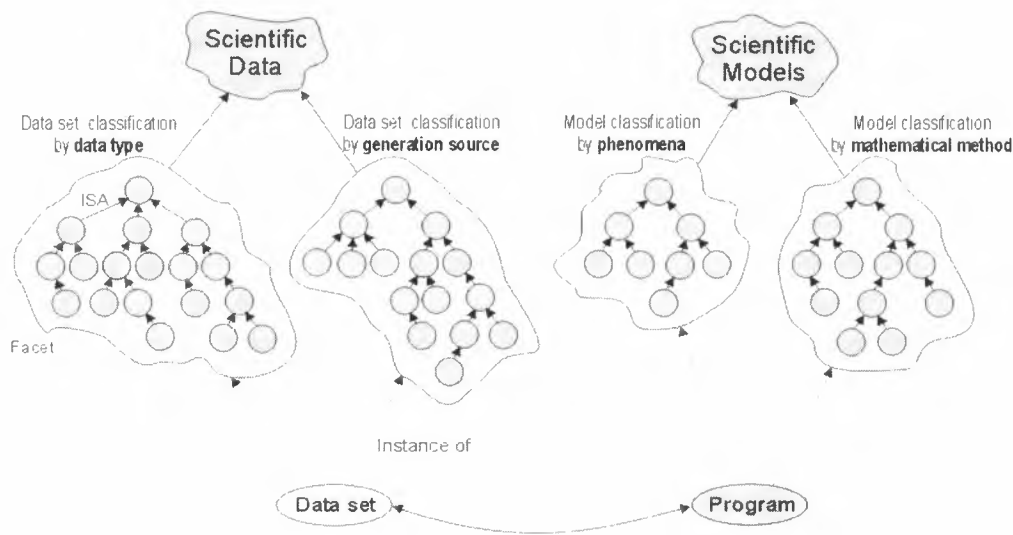 Scientific
Data
Scientific
Models
Data set classification
by data type
Data set classification
by generation source
Model classification
by phenomena
Model classification
by mathematical method
ISA
Facet
Instance of
Data set
Program